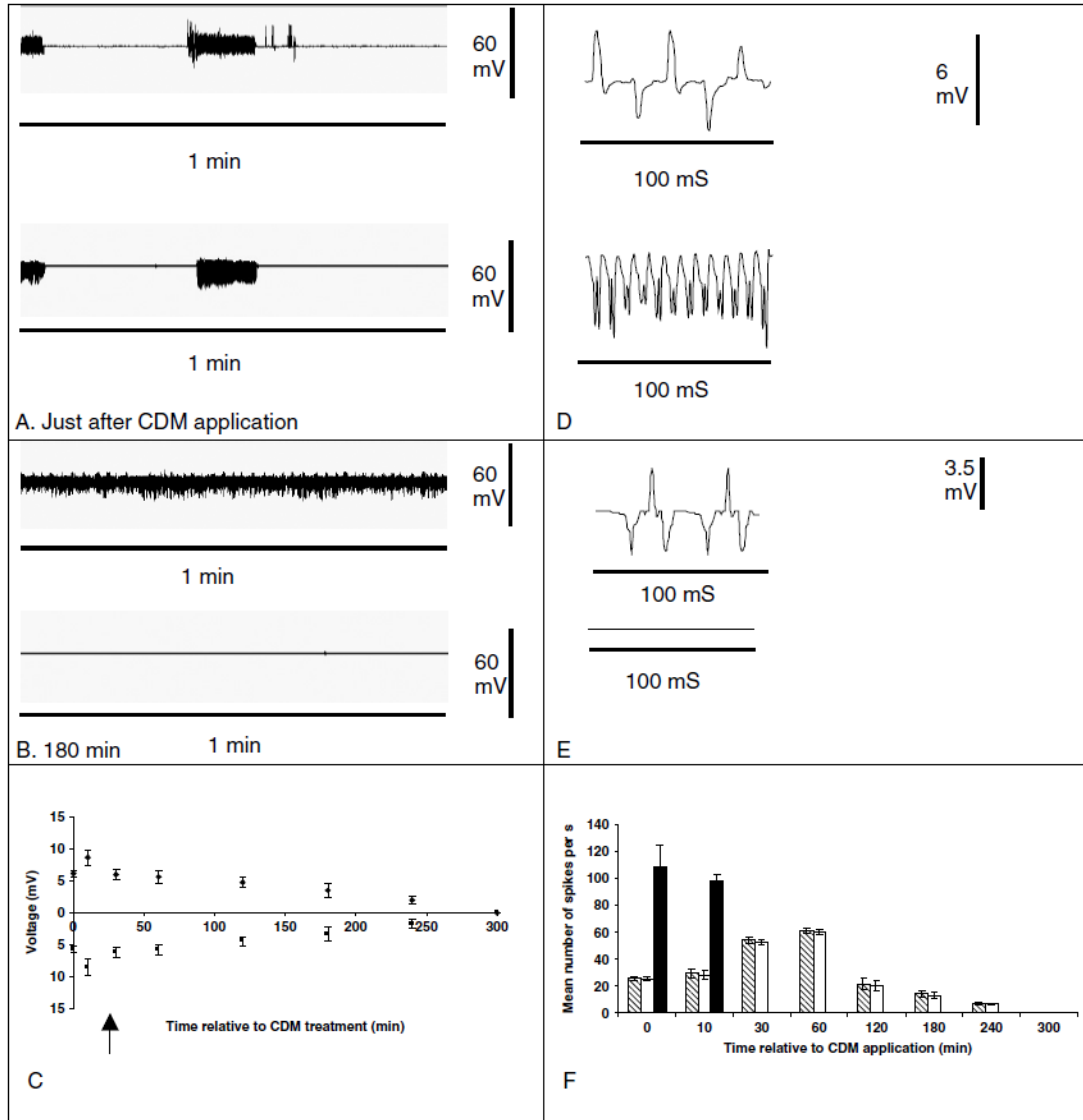 60
mV
1 min
60
mV
1 min
A. Just after CDM application
6
mV
100 mS
100 mS
D
60
mV
1 min
60
mV
B. 180 min 1 min
3.5
mV
100 mS
100 mS
E
15
10
5
0
5
10
15
0 50 100 150 200 250 300
Voltage (mV)
Time relative to CDM treatment (min)
C
140
120
100
80
60
40
20
0
Mean number of spikes per s
0 10 30 60 120 180 240 300
Time relative to CDM application (min)
F